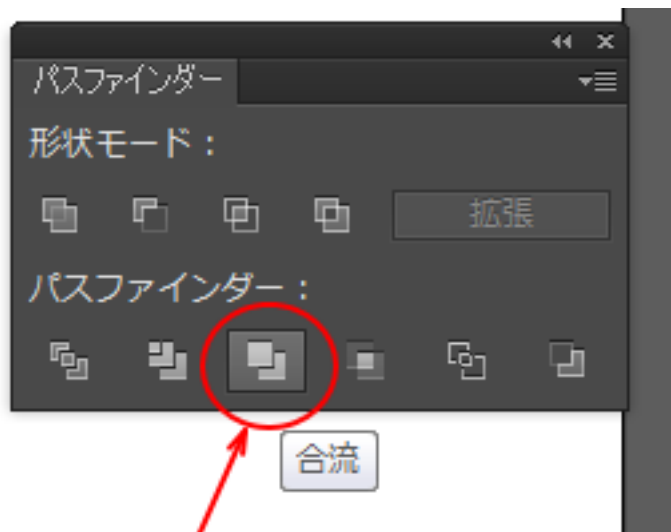 パスファインダー
形状モード：
拡張
パスファインダー：
合流